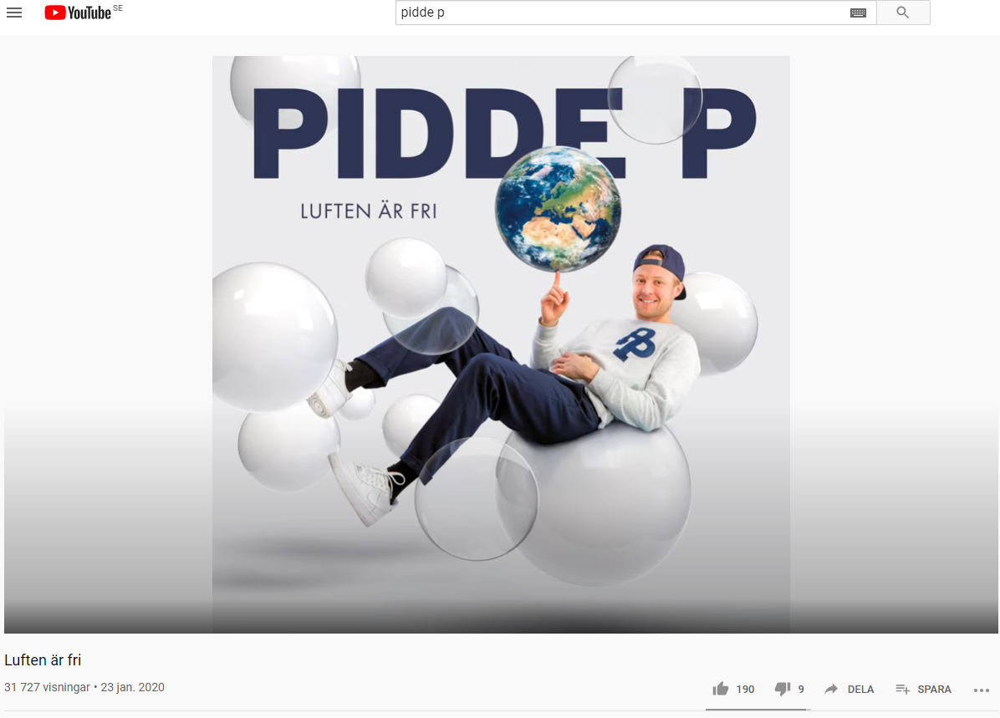 YouTube SE
pidde p
PIDDE P
LUFTEN ÄR FRI
P
Luften är fri
31 727 visningar • 23 jan. 2020
190 9 DELA SPARA